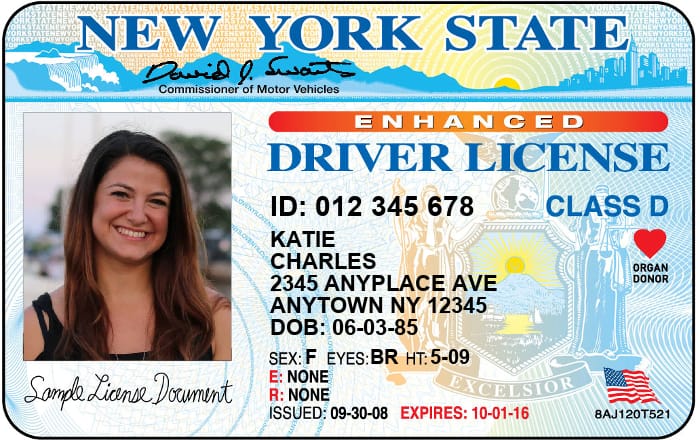 NEW YORK STATE
David J. Swarts
Commissioner of Motor Vehicles
ENHANCED
DRIVER LICENSE
ID: 012 345 678 CLASS D
KATIE
CHARLES
2345 ANYPLACE AVE
ANYTOWN NY 12345
DOB: 06-03-85
ORGAN
DONOR
SEX: F EYES: BR HT: 5-09
E: NONE
R: NONE
ISSUED: 09-30-08 EXPIRES: 10-01-16
EXCELSIOR
8AJ120T521
Sample License Document